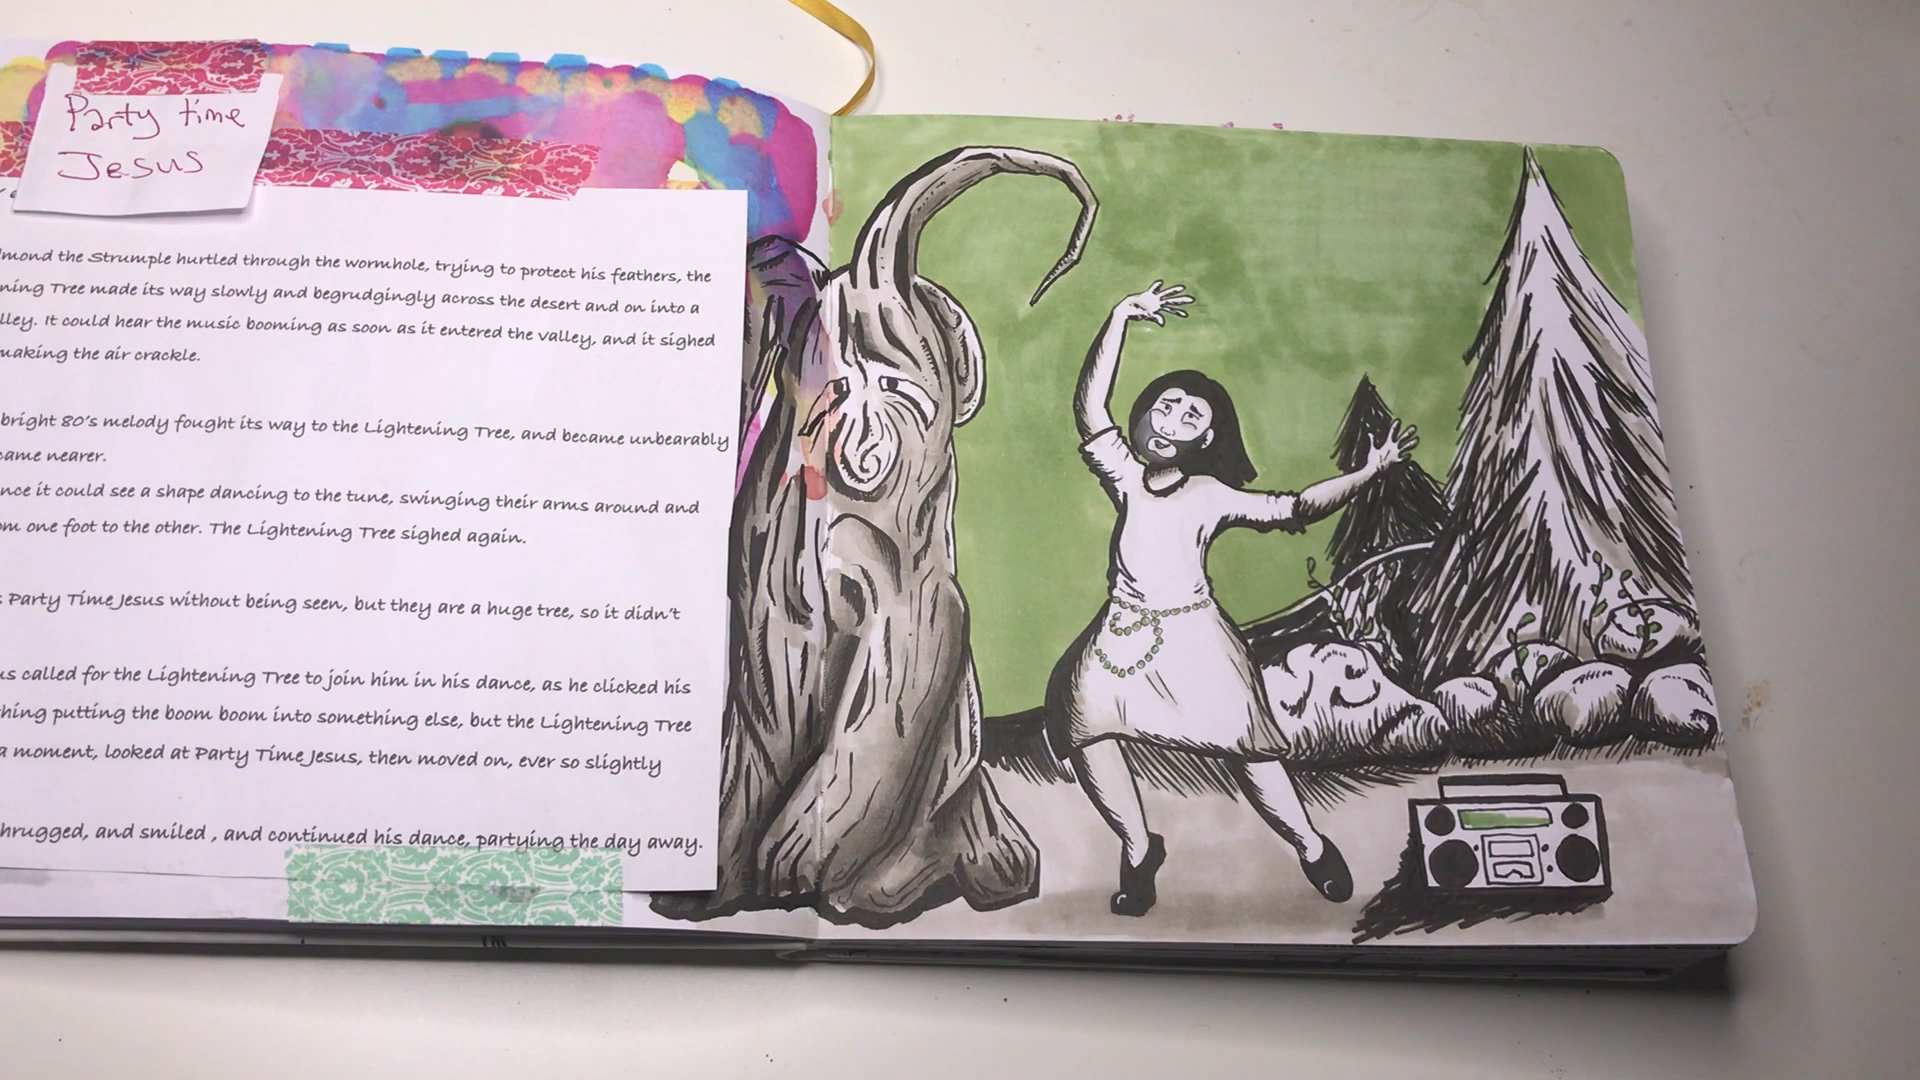 Party time
Jesus
the Strumple hurtled through the wormhole, trying to protect his feathers, the
Tree made its way slowly and begrudgingly across the desert and on into a
It could hear the music booming as soon as it entered the valley, and it sighed
making the air crackle.
bright 80's melody fought its way to the Lightening Tree, and became unbearably
came nearer.
it could see a shape dancing to the tune, swinging their arms around and
one foot to the other. The Lightening Tree sighed again.
Party Time Jesus without being seen, but they are a huge tree, so it didn't
called for the Lightening Tree to join him in his dance, as he clicked his
putting the boom boom into something else, but the Lightening Tree
a moment, looked at Party Time Jesus, then moved on, ever so slightly
and smiled , and continued his dance, partying the day away.